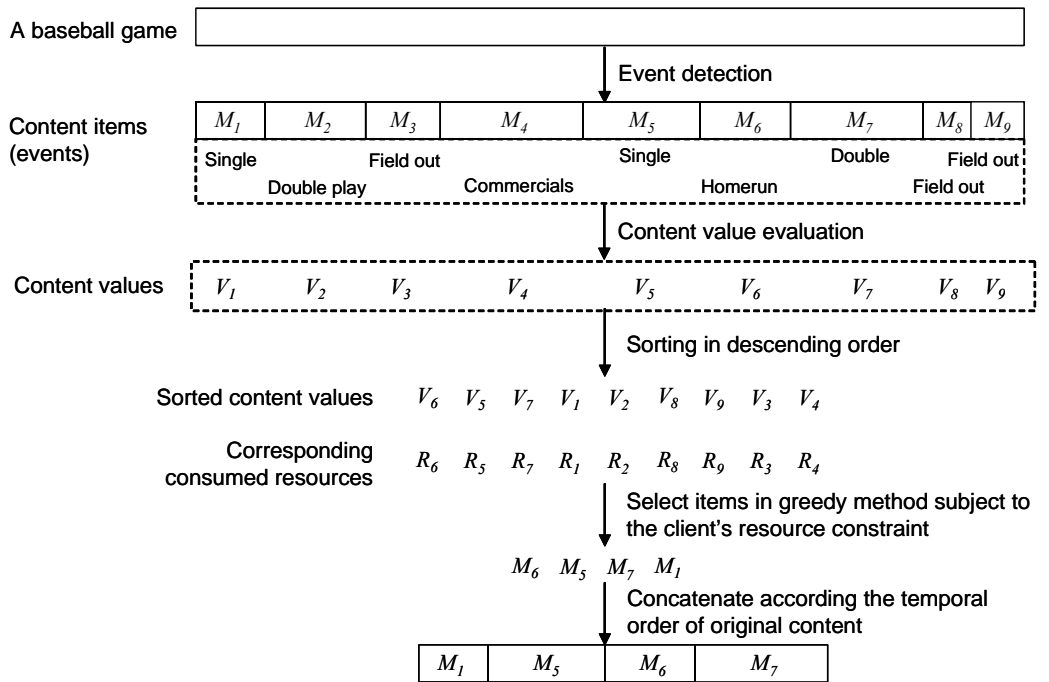 A baseball game
Event detection
Content items
(events)
M1 M2 M3 M4 M5 M6 M7 M8 M9
Single Field out Single Double Field out
Double play Commercials Homerun Field out
Content value evaluation
Content values V1 V2 V3 V4 V5 V6 V7 V8 V9
Sorting in descending order
Sorted content values V6 V5 V7 V1 V2 V8 V9 V3 V4
Corresponding
consumed resources R6 R5 R7 R1 R2 R8 R9 R3 R4
Select items in greedy method subject to
the client's resource constraint
M6 M5 M7 M1
Concatenate according the temporal
order of original content
M1 M5 M6 M7